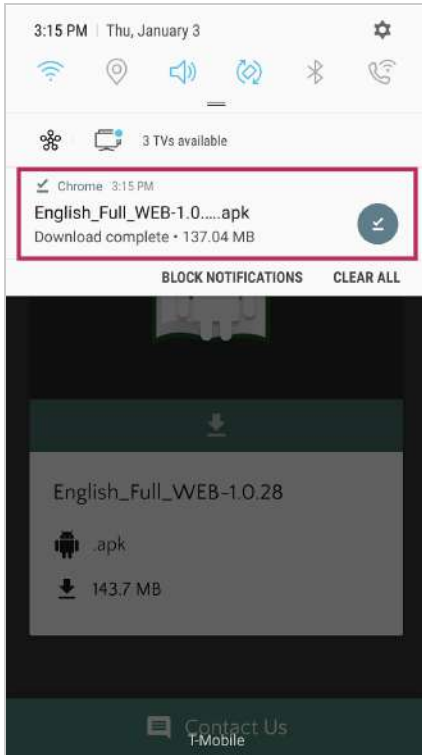 3:15 PM | Thu, January 3
3 TVs available
Chrome 3:15 PM
English_Full_WEB-1.0.....apk
Download complete • 137.04 MB
BLOCK NOTIFICATIONS CLEAR ALL
English_Full_WEB-1.0.28
.apk
143.7 MB
Contact Us
T-Mobile